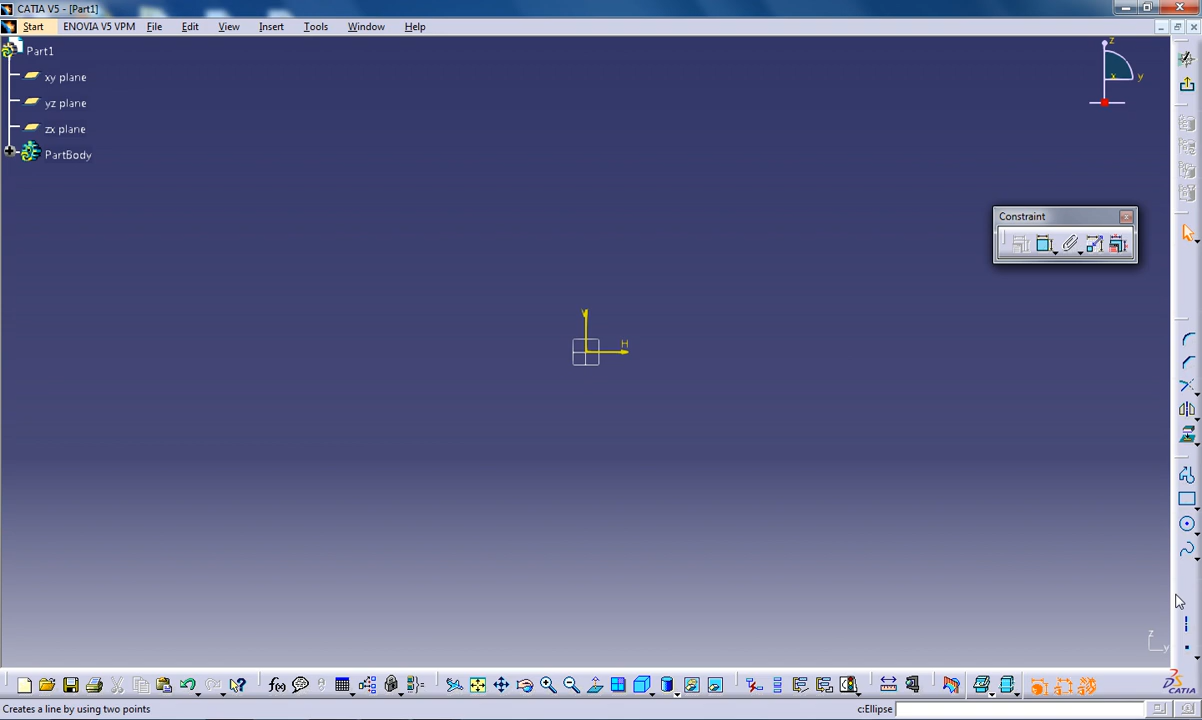 CATIA V5 - [Part1]
Start ENOVIA V5 VPM File Edit View Insert Tools Window Help
Part1
xy plane
yz plane
zx plane
PartBody
z
x y
Constraint
V
H
z
y
f(x)
CATIA
Creates a line by using two points
c:Ellipse